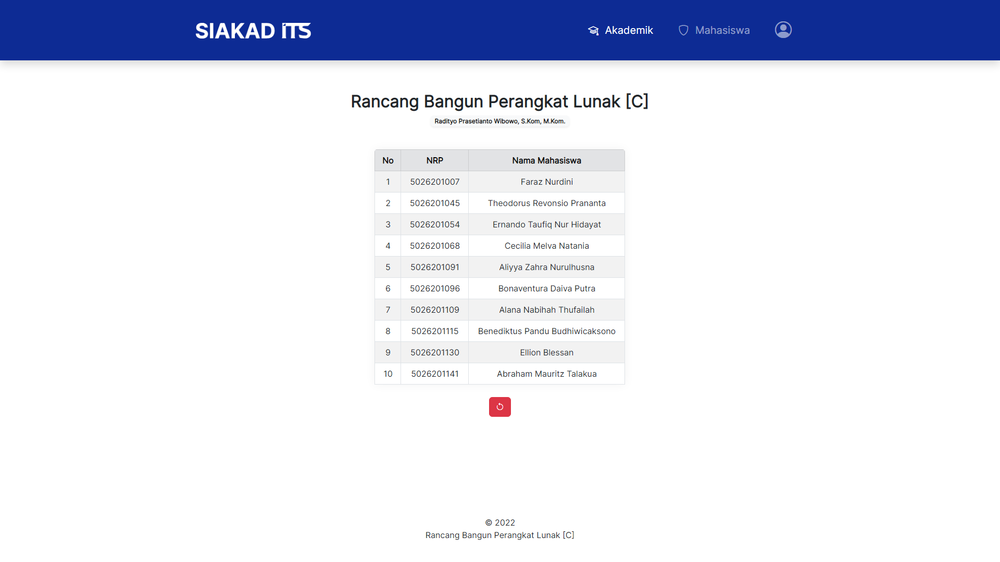 SIAKAD ITS
Akademik
Mahasiswa
Rancang Bangun Perangkat Lunak [C]
Radityo Prasetianto Wibowo, S.Kom, M.Kom.
No NRP Nama Mahasiswa
1 5026201007 Faraz Nurdini
2 5026201045 Theodorus Revonsio Prananta
3 5026201054 Ernando Taufiq Nur Hidayat
4 5026201068 Cecilia Melva Natania
5 5026201091 Aliyya Zahra Nurulhusna
6 5026201096 Bonaventura Daiva Putra
7 5026201109 Alana Nabihah Thufailah
8 5026201115 Benediktus Pandu Budhiwicaksono
9 5026201130 Ellion Blessan
10 5026201141 Abraham Mauritz Talakua
© 2022
Rancang Bangun Perangkat Lunak [C]